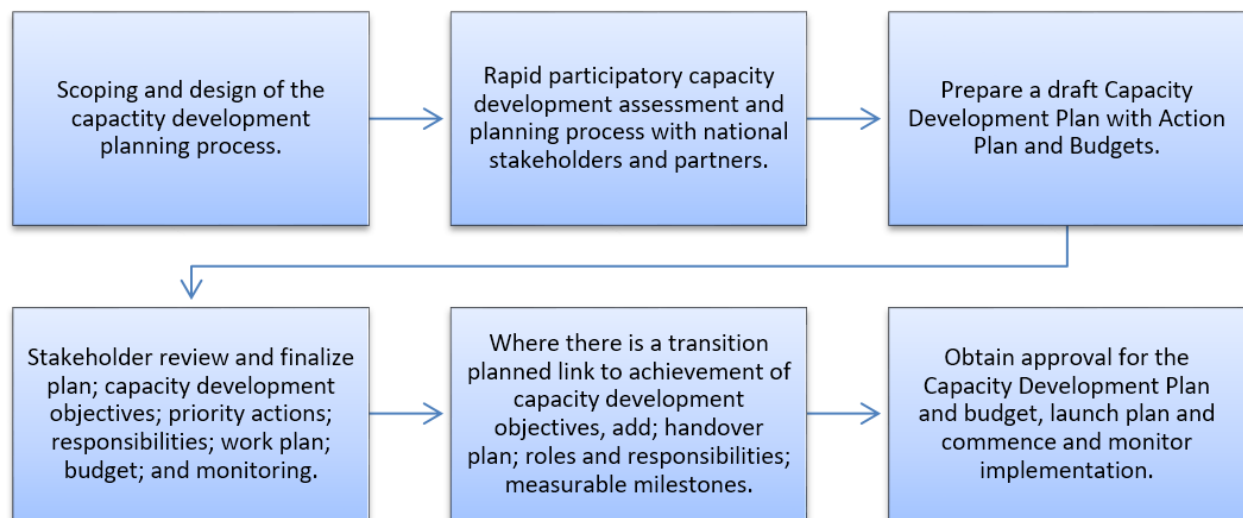 Scoping and design of the
capactity development
planning process.
Rapid participatory capacity
development assessment and
planning process with national
stakeholders and partners.
Prepare a draft Capacity
Development Plan with Action
Plan and Budgets.
Stakeholder review and finalize
plan; capacity development
objectives; priority actions;
responsibilities; work plan;
budget; and monitoring.
Where there is a transition
planned link to achievement of
capacity development
objectives, add; handover
plan; roles and responsibilities;
measurable milestones.
Obtain approval for the
Capacity Development Plan
and budget, launch plan and
commence and monitor
implementation.